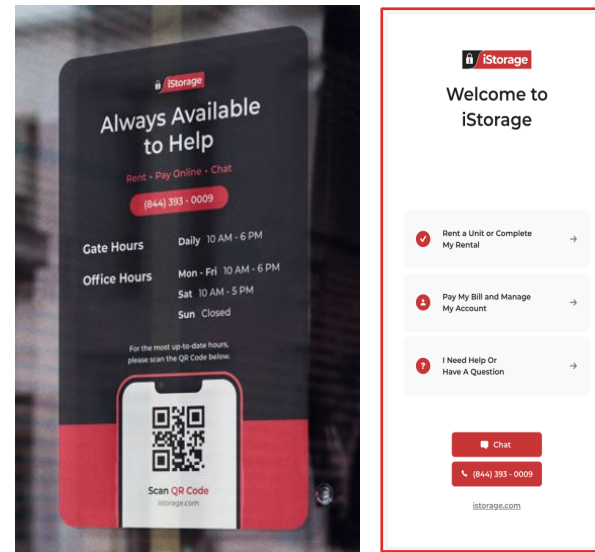 iStorage
Always Available
to Help
Rent • Pay Online • Chat
(844) 393 - 0009
Gate Hours
Daily 10 AM - 6 PM
Office Hours
Mon - Fri 10 AM - 6 PM
Sat 10 AM - 5 PM
Sun Closed
For the most up-to-date hours,
please scan the QR Code below.
Scan QR Code
istorage.com
iStorage
Welcome to
iStorage
Rent a Unit or Complete
My Rental
Pay My Bill and Manage
My Account
I Need Help Or
Have A Question
Chat
(844) 393 - 0009
istorage.com